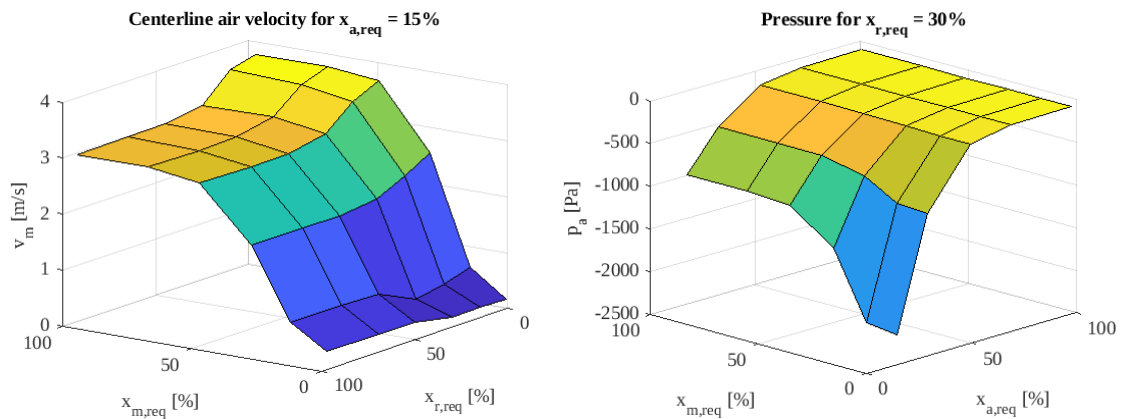 Centerline air velocity for x_a,req = 15%
4
3
2
1
0
v_m [m/s]
100
50
0
x_m,req [%]
100
50
0
x_r,req [%]
Pressure for x_r,req = 30%
0
-500
-1000
-1500
-2000
-2500
p_a [Pa]
100
50
0
x_m,req [%]
0
50
100
x_a,req [%]